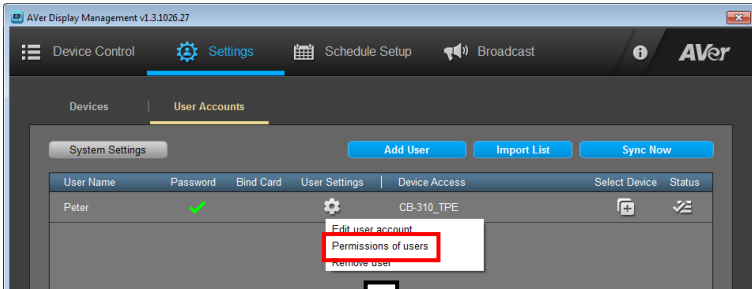 AVer Display Management v1.3.1026.27
Device Control Settings Schedule Setup Broadcast AVer
Devices | User Accounts
System Settings Add User Import List Sync Now
User Name Password Bind Card User Settings Device Access Select Device Status
Peter CB-310_TPE
Edit user account
Permissions of users
Remove user